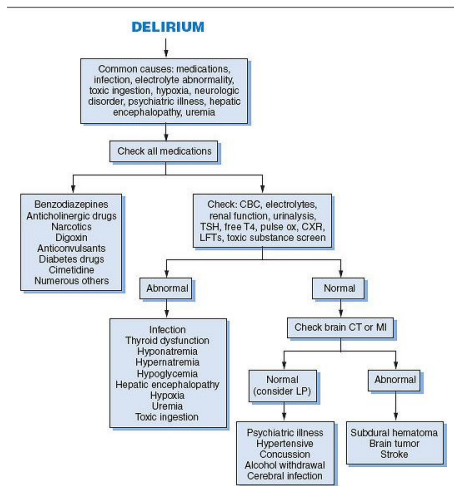 DELIRIUM
Common causes: medications,
infection, electrolyte abnormality,
toxic ingestion, hypoxia, neurologic
disorder, psychiatric illness, hepatic
encephalopathy, uremia
Check all medications
Benzodiazepines
Anticholinergic drugs
Narcotics
Digoxin
Anticonvulsants
Diabetes drugs
Cimetidine
Numerous others
Check: CBC, electrolytes,
renal function, urinalysis,
TSH, free T4, pulse ox, CXR,
LFTs, toxic substance screen
Abnormal
Normal
Infection
Thyroid dysfunction
Hyponatremia
Hypernatremia
Hypoglycemia
Hepatic encephalopathy
Hypoxia
Uremia
Toxic ingestion
Check brain CT or MI
Normal
(consider LP)
Abnormal
Psychiatric illness
Hypertensive
Concussion
Alcohol withdrawal
Cerebral infection
Subdural hematoma
Brain tumor
Stroke